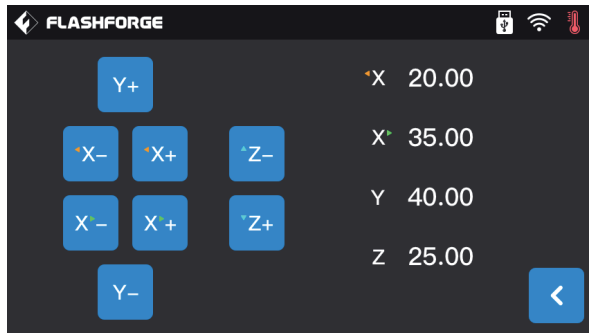 FLASHFORGE
Y+
X- X+ Z-
X- X+ Z+
Y-
X 20.00
X 35.00
Y 40.00
Z 25.00